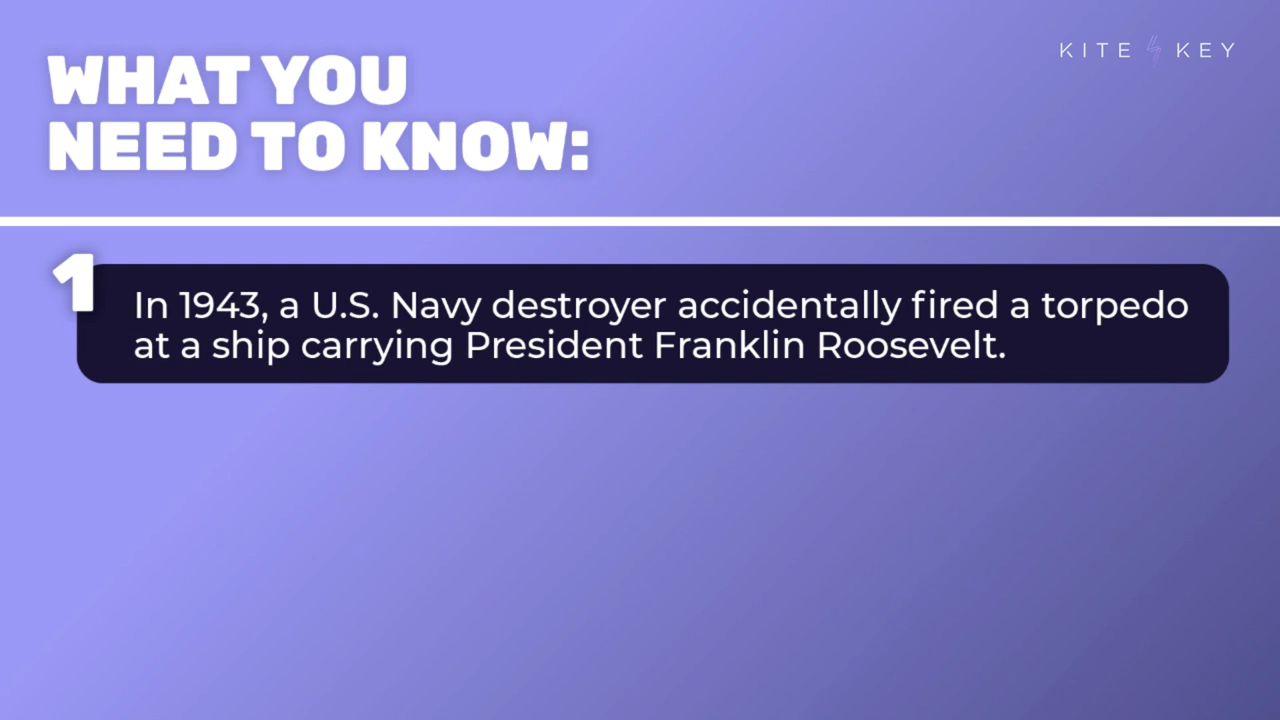 WHAT YOU
KITE KEY
NEED TO KNOW:
1
In 1943, a U.S. Navy destroyer accidentally fired a torpedo
at a ship carrying President Franklin Roosevelt.